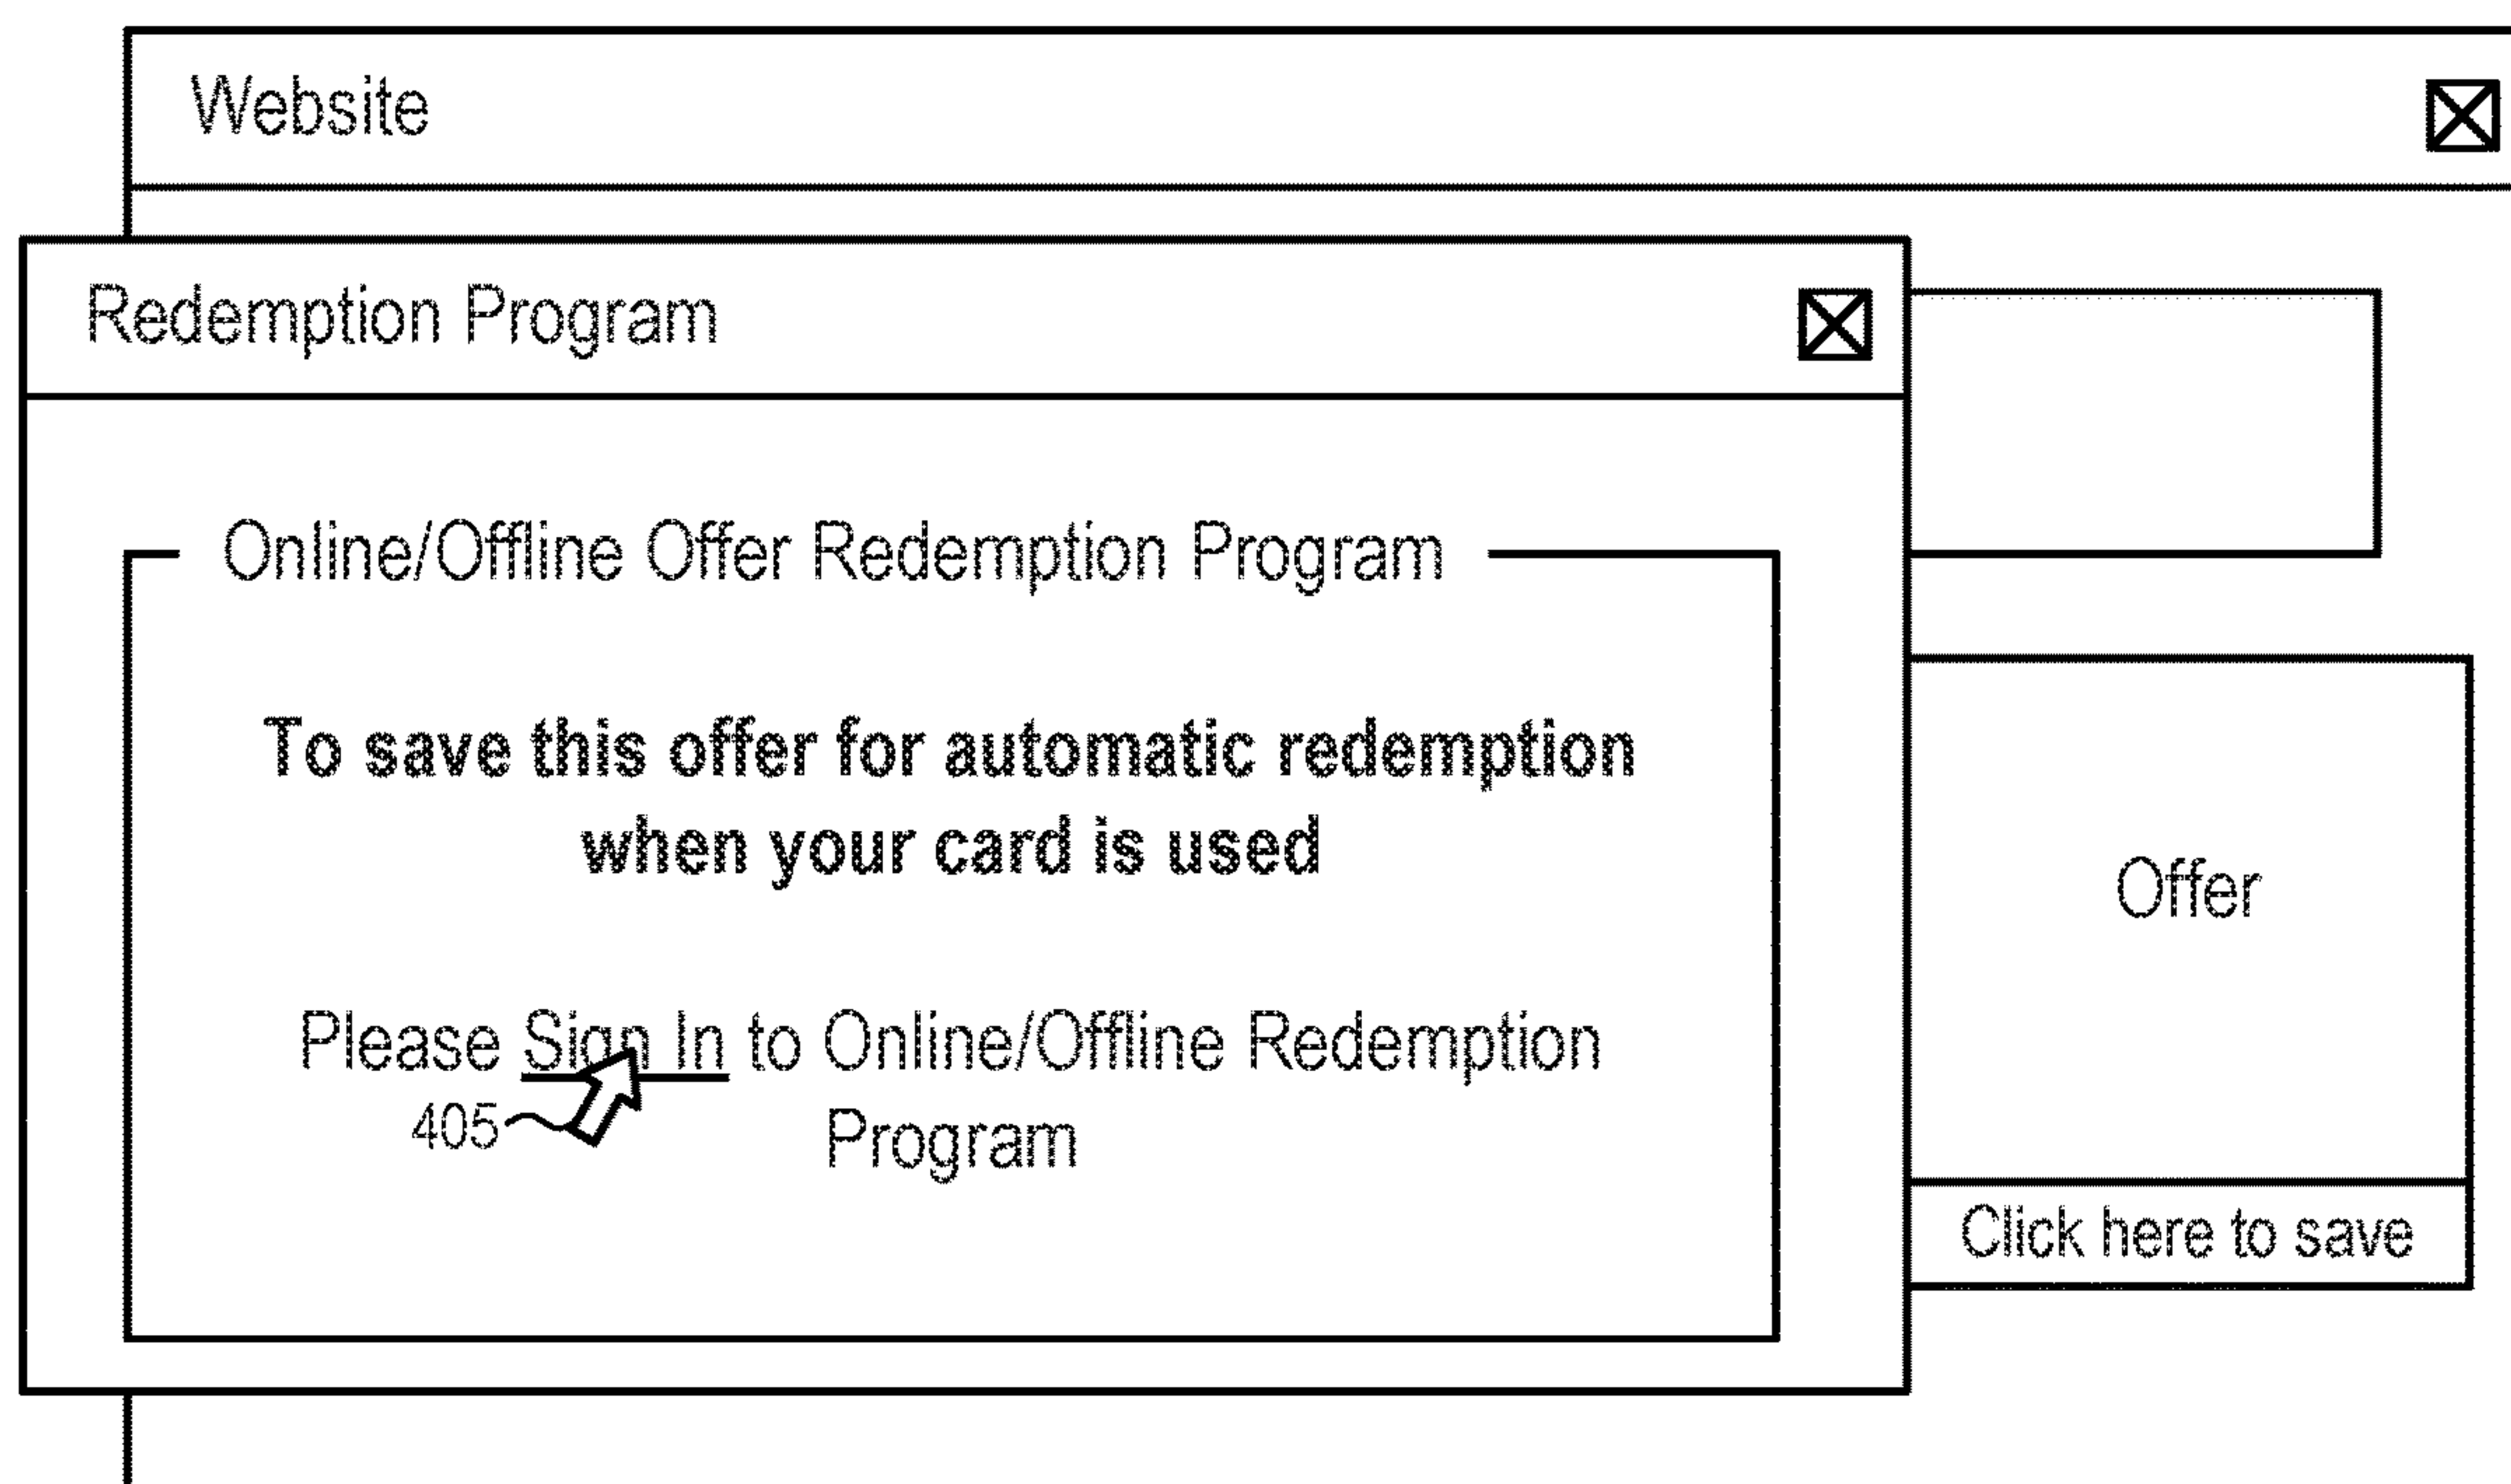 Website
Redemption Program
Online/Offline Offer Redemption Program
To save this offer for automatic redemption
when your card is used
Please Sign In to Online/Offline Redemption
405
Program
Offer
Click here to save